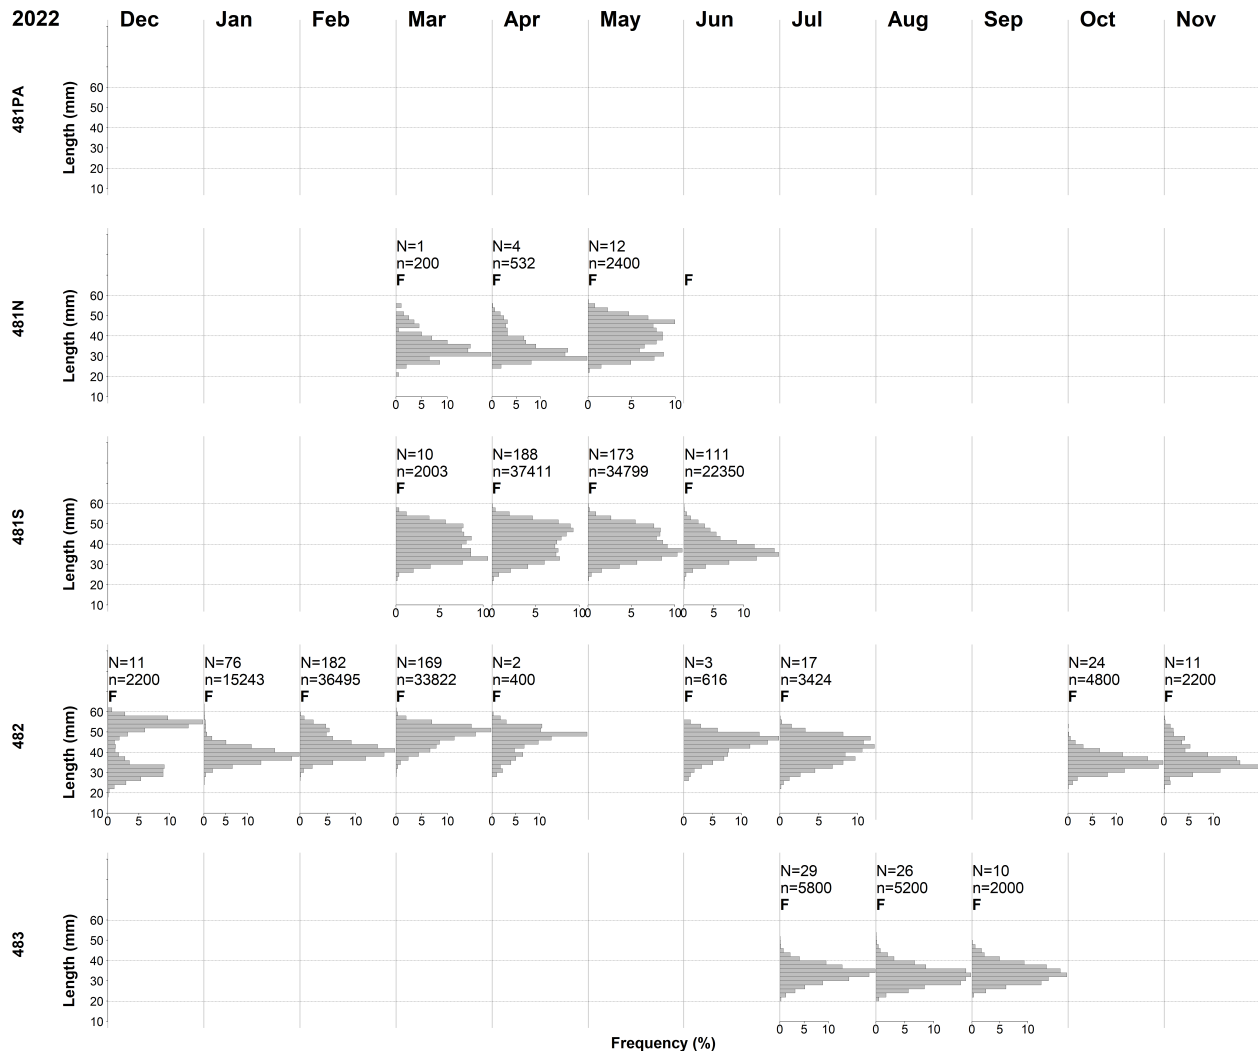 2022 Dec Jan Feb Mar Apr May Jun Jul Aug Sep Oct Nov
481PA
Length (mm)
60
50
40
30
20
10
481N
Length (mm)
N=1 N=4 N=12
n=200 n=532 n=2400
F F F F
60
50
40
30
20
10
0 5 10 0 5 10 0 5 10
481S
Length (mm)
N=10 N=188 N=173 N=111
n=2003 n=37411 n=34799 n=22350
F F F F
60
50
40
30
20
10
0 5 10 0 5 10 0 5 10 0 5 10
482
Length (mm)
N=11 N=76 N=182 N=169 N=2 N=3 N=17 N=24 N=11
n=2200 n=15243 n=36495 n=33822 n=400 n=616 n=3424 n=4800 n=2200
F F F F F F F F F
60
50
40
30
20
10
0 5 10 0 5 10 0 5 10 0 5 10 0 5 10 0 5 10 0 5 10 0 5 10 0 5 10
483
Length (mm)
N=29 N=26 N=10
n=5800 n=5200 n=2000
F F F
60
50
40
30
20
10
0 5 10 0 5 10 0 5 10
Frequency (%)